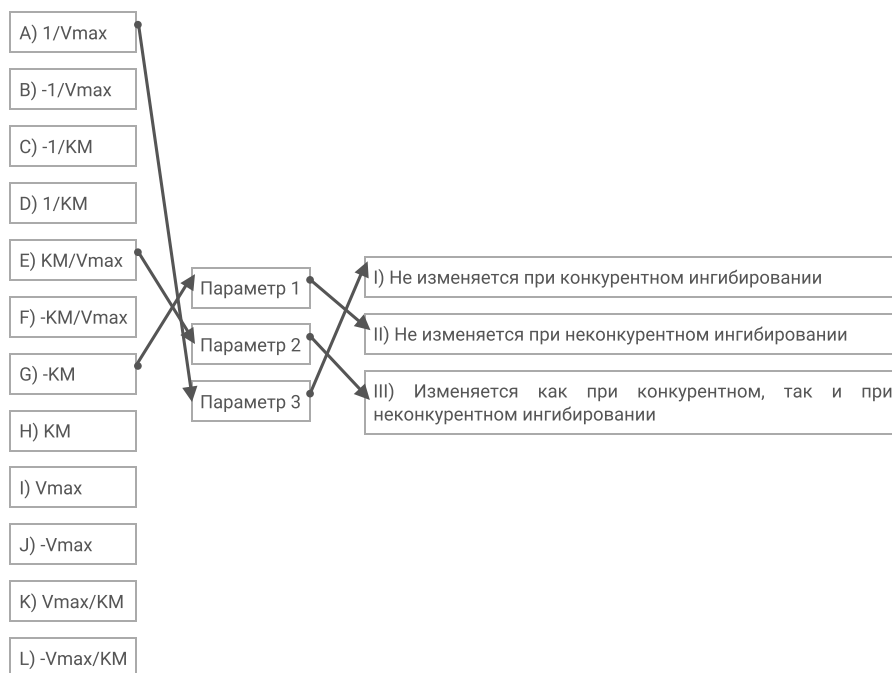 A) 1/Vmax
B) -1/Vmax
C) -1/KM
D) 1/KM
E) KM/Vmax
F) -KM/Vmax
G) -KM
H) KM
I) Vmax
J) -Vmax
K) Vmax/KM
L) -Vmax/KM
Параметр 1
Параметр 2
Параметр 3
I) Не изменяется при конкурентном ингибировании
II) Не изменяется при неконкурентном ингибировании
III) Изменяется как при конкурентном, так и при
неконкурентном ингибировании